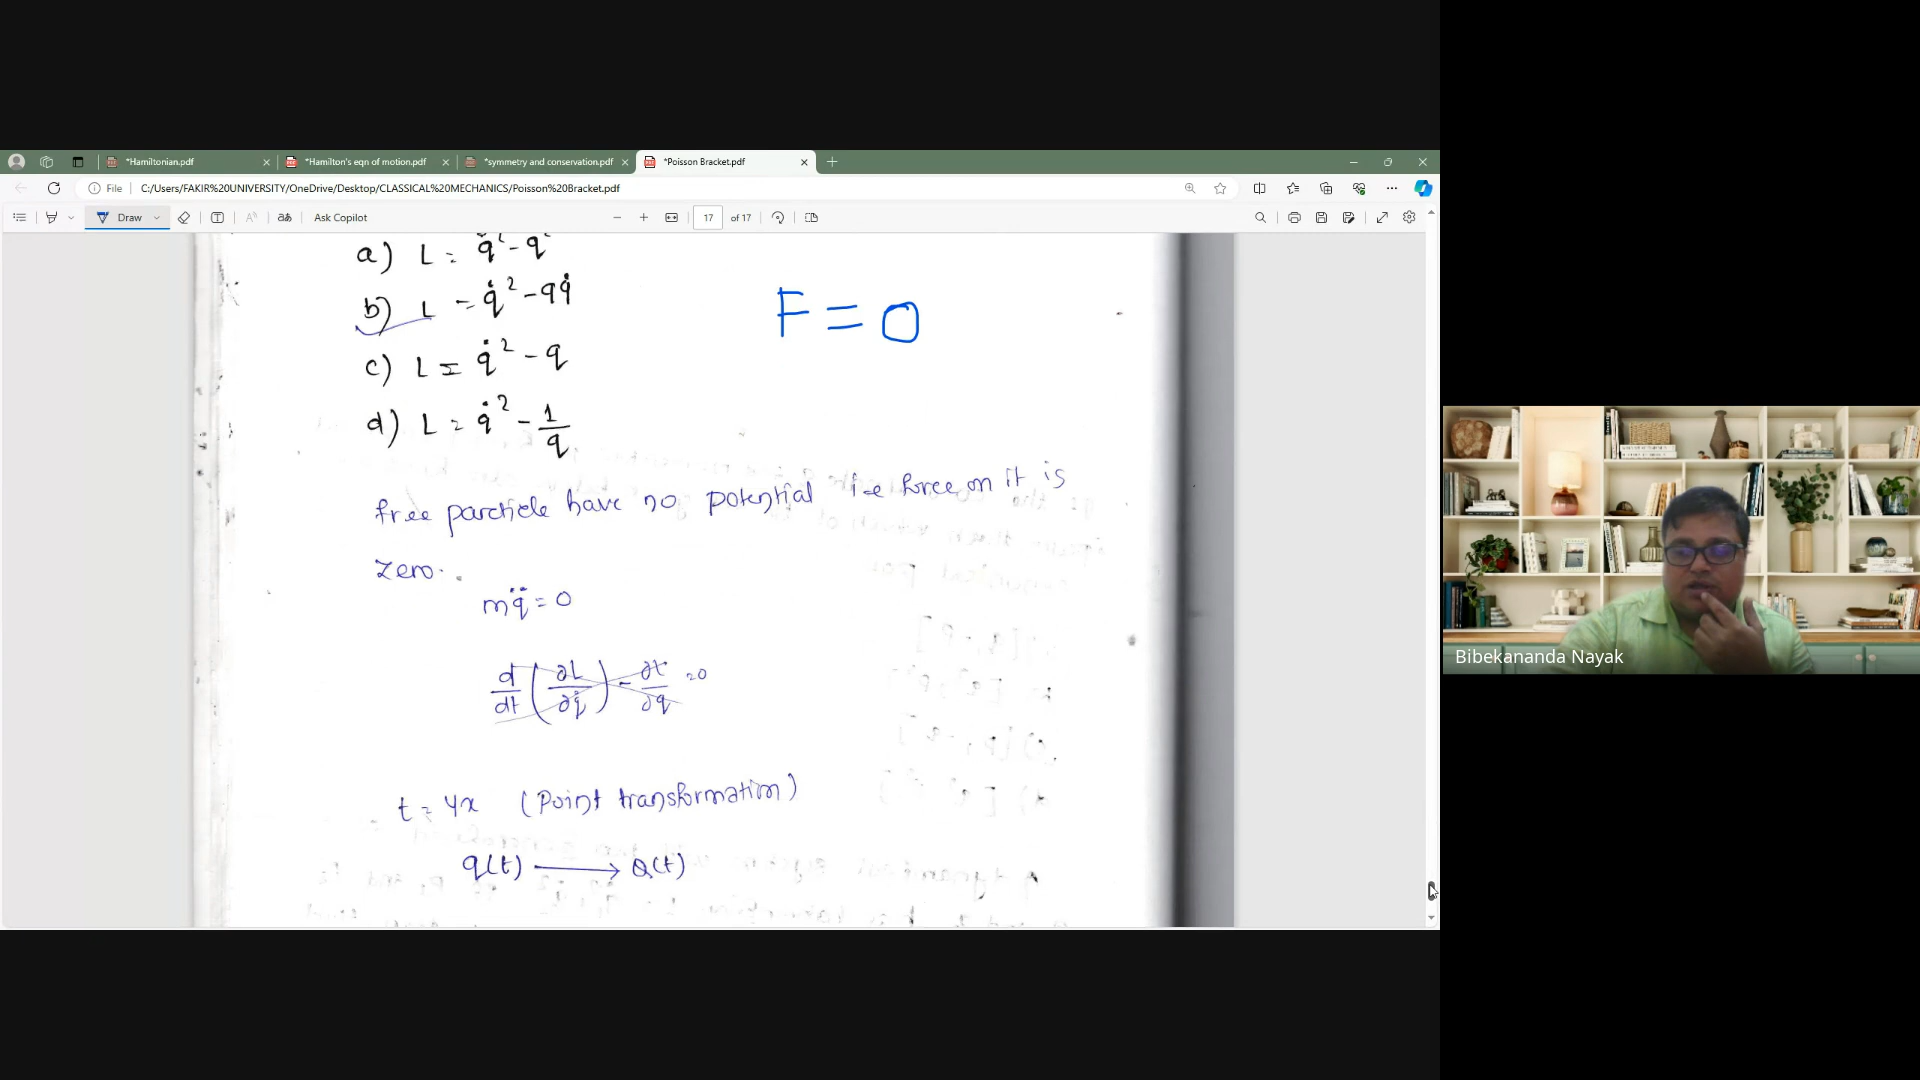 *Hamiltonian.pdf
*Hamilton's eqn of motion.pdf
*symmetry and conservation.pdf
*Poisson Bracket.pdf
File C:/Users/FAKIR%20UNIVERSITY/OneDrive/Desktop/CLASSICAL%20MECHANICS/Poisson%20Bracket.pdf
Draw
Ask Copilot
17 of 17
a) L = q̇² - q²
b) L = q̇² - qq̇
F = 0
c) L = q̇² - q
d) L = q̇² - 1/q
free particle have no potential i.e force on it is
zero.
mq̈ = 0
d/dt (∂L/∂q̇) - ∂L/∂q = 0
t = 4x (Point transformation)
q(t) ⟶ Q(t)
Bibekananda Nayak